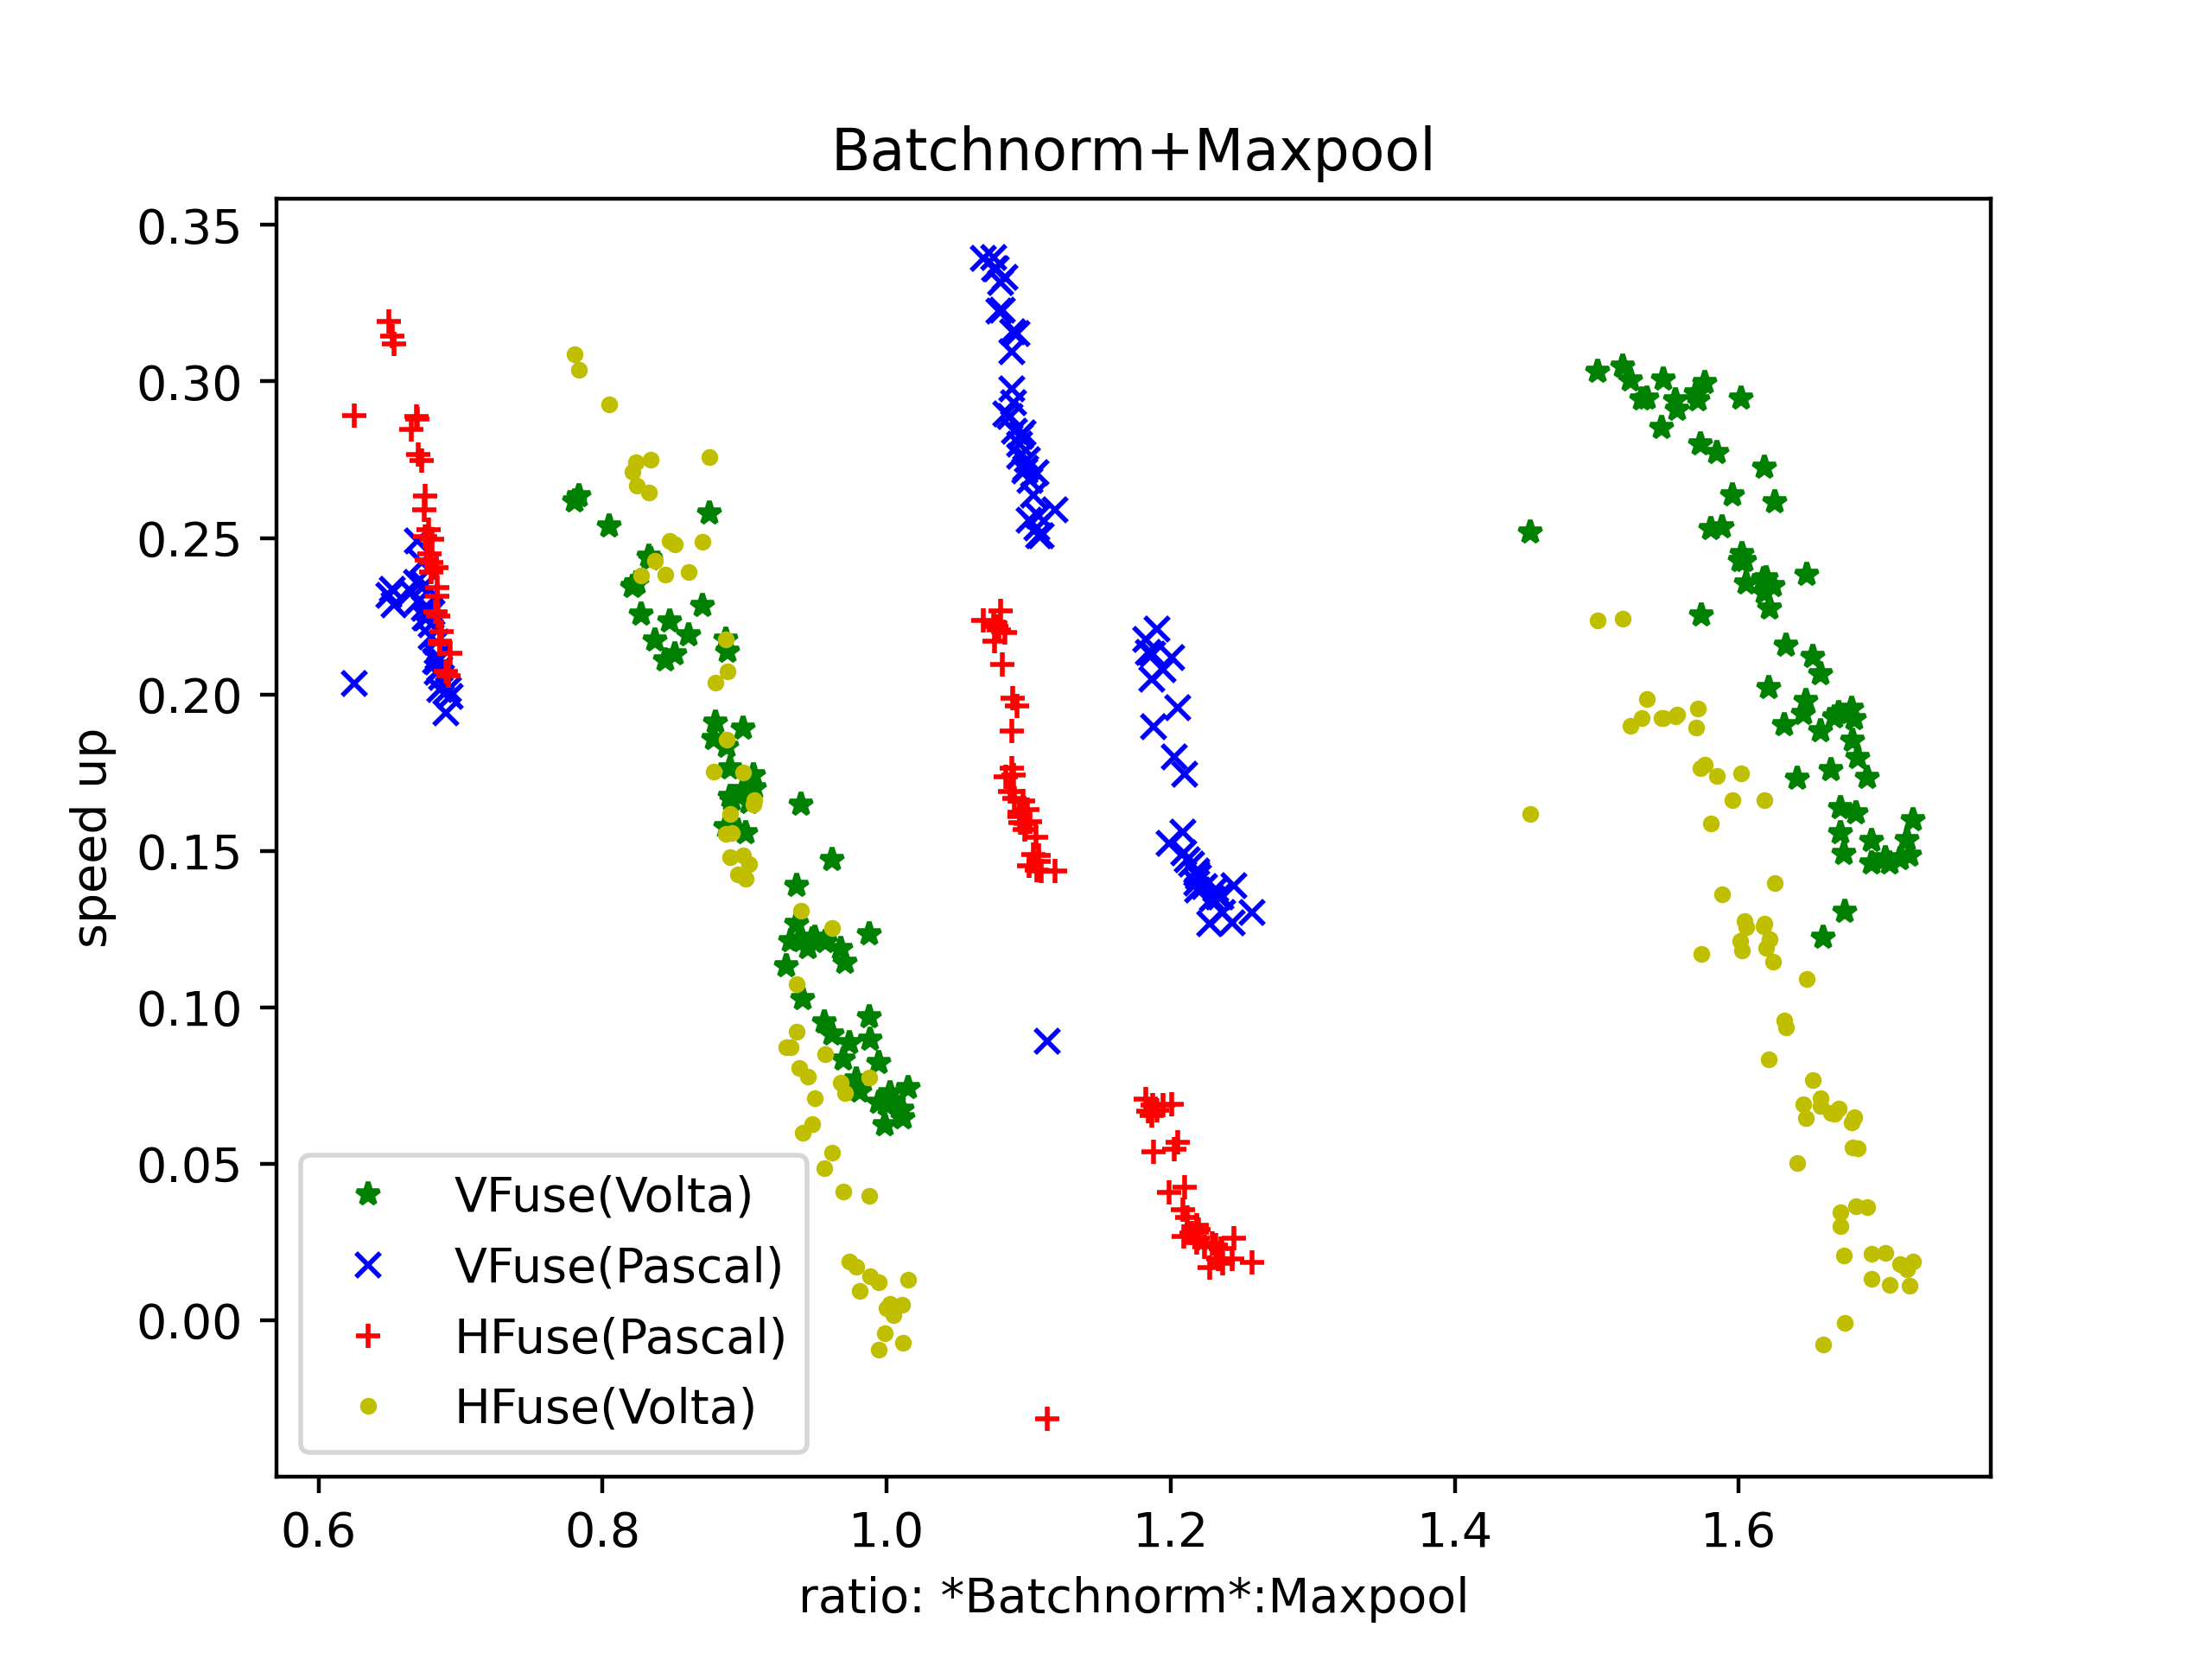 Batchnorm+Maxpool
0.35
0.30
0.25
0.20
0.15
0.10
0.05
0.00
speed up
VFuse(Volta)
VFuse(Pascal)
HFuse(Pascal)
HFuse(Volta)
0.6 0.8 1.0 1.2 1.4 1.6
ratio: *Batchnorm*:Maxpool